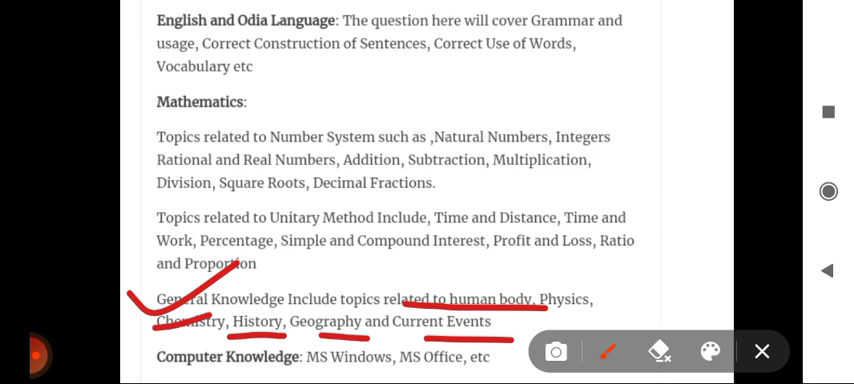 English and Odia Language: The question here will cover Grammar and
usage, Correct Construction of Sentences, Correct Use of Words,
Vocabulary etc
Mathematics:
Topics related to Number System such as ,Natural Numbers, Integers
Rational and Real Numbers, Addition, Subtraction, Multiplication,
Division, Square Roots, Decimal Fractions.
Topics related to Unitary Method Include, Time and Distance, Time and
Work, Percentage, Simple and Compound Interest, Profit and Loss, Ratio
and Proportion
General Knowledge Include topics related to human body, Physics,
Chemistry, History, Geography and Current Events
Computer Knowledge: MS Windows, MS Office, etc